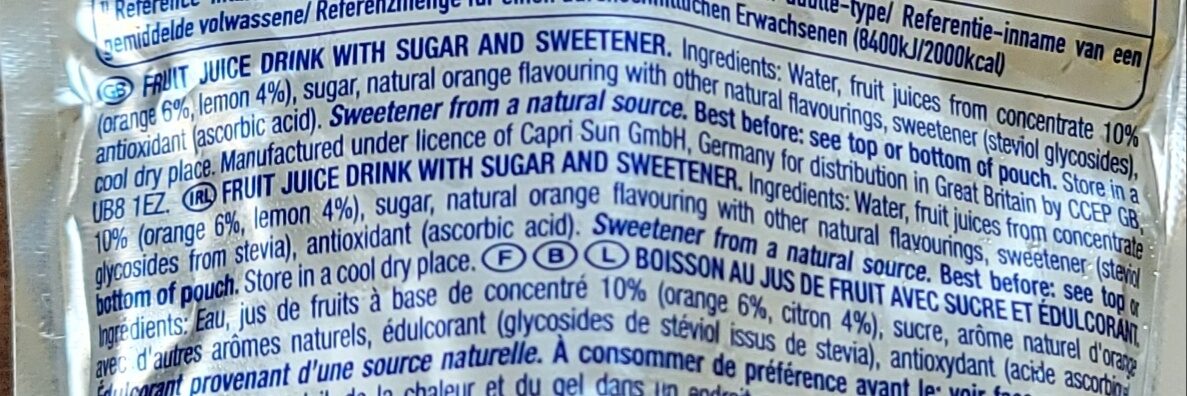 gemiddelde volwassene/ Erwachsenen (8400kJ/2000kcal) -type/ Referentie-inname van een
GB FRUIT JUICE DRINK WITH SUGAR AND SWEETENER. Ingredients: Water, fruit juices from concentrate 10%
(orange 6%, lemon 4%), sugar, natural orange flavouring with other natural flavourings, sweetener (steviol glycosides),
antioxidant (ascorbic acid). Sweetener from a natural source. Best before: see top or bottom of pouch. Store in a
cool dry place. Manufactured under licence of Capri Sun GmbH, Germany for distribution in Great Britain by CCEP GB,
UB8 1EZ. IRL FRUIT JUICE DRINK WITH SUGAR AND SWEETENER. Ingredients: Water, fruit juices from concentrate
10% (orange 6%, lemon 4%), sugar, natural orange flavouring with other natural flavourings, sweetener (steviol
glycosides from stevia), antioxidant (ascorbic acid). Sweetener from a natural source. Best before: see top or
bottom of pouch. Store in a cool dry place. F B L BOISSON AU JUS DE FRUIT AVEC SUCRE ET ÉDULCORANT.
Ingrédients: Eau, jus de fruits à base de concentré 10% (orange 6%, citron 4%), sucre, arôme naturel d'orange
avec d'autres arômes naturels, édulcorant (glycosides de stéviol issus de stevia), antioxydant (acide
Édulcorant provenant d'une source naturelle. À consommer de préférence avant le: voir
la chaleur et du gel dans un